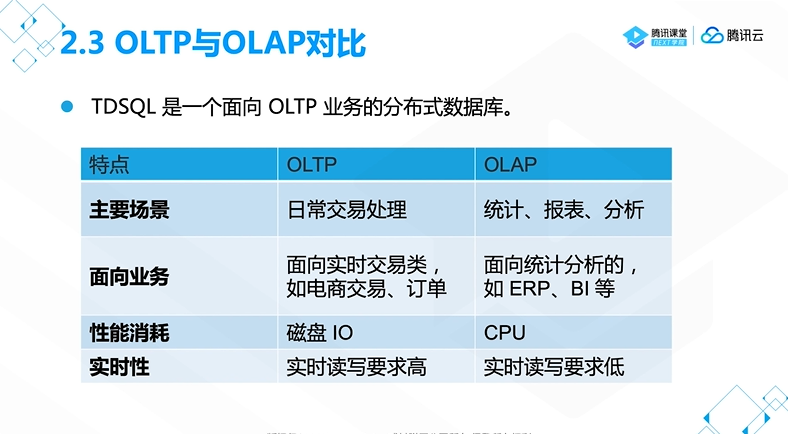 2.3 OLTP与OLAP对比
腾讯课堂
NEXT学院
腾讯云
TDSQL 是一个面向 OLTP 业务的分布式数据库。
特点 OLTP OLAP
主要场景 日常交易处理 统计、报表、分析
面向业务 面向实时交易类， 面向统计分析的，
如电商交易、订单 如 ERP、BI 等
性能消耗 磁盘 IO CPU
实时性 实时读写要求高 实时读写要求低